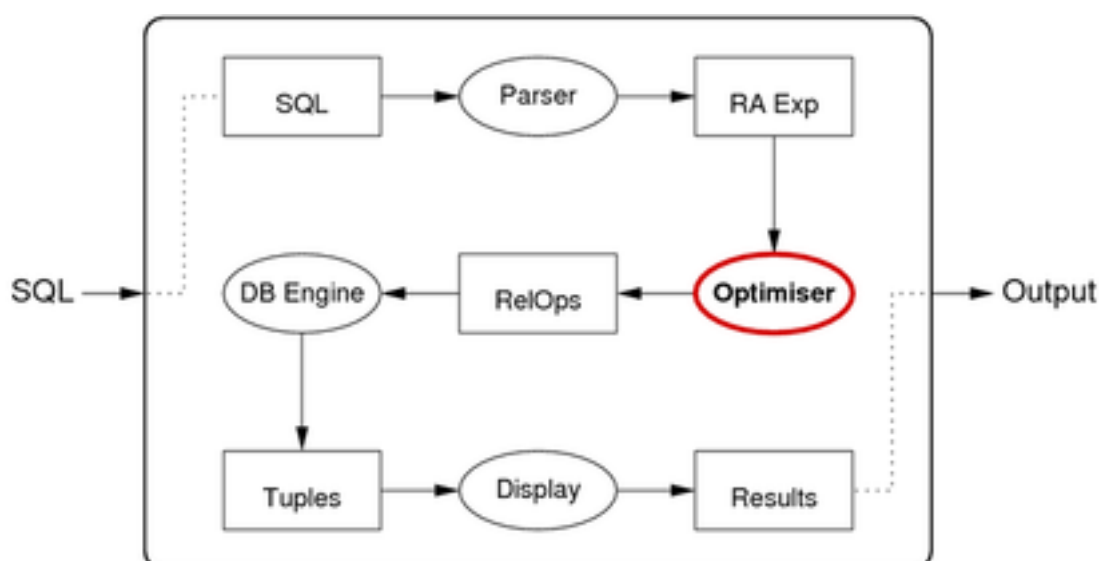 SQL
Parser
RA Exp
SQL
DB Engine
RelOps
Optimiser
Output
Tuples
Display
Results